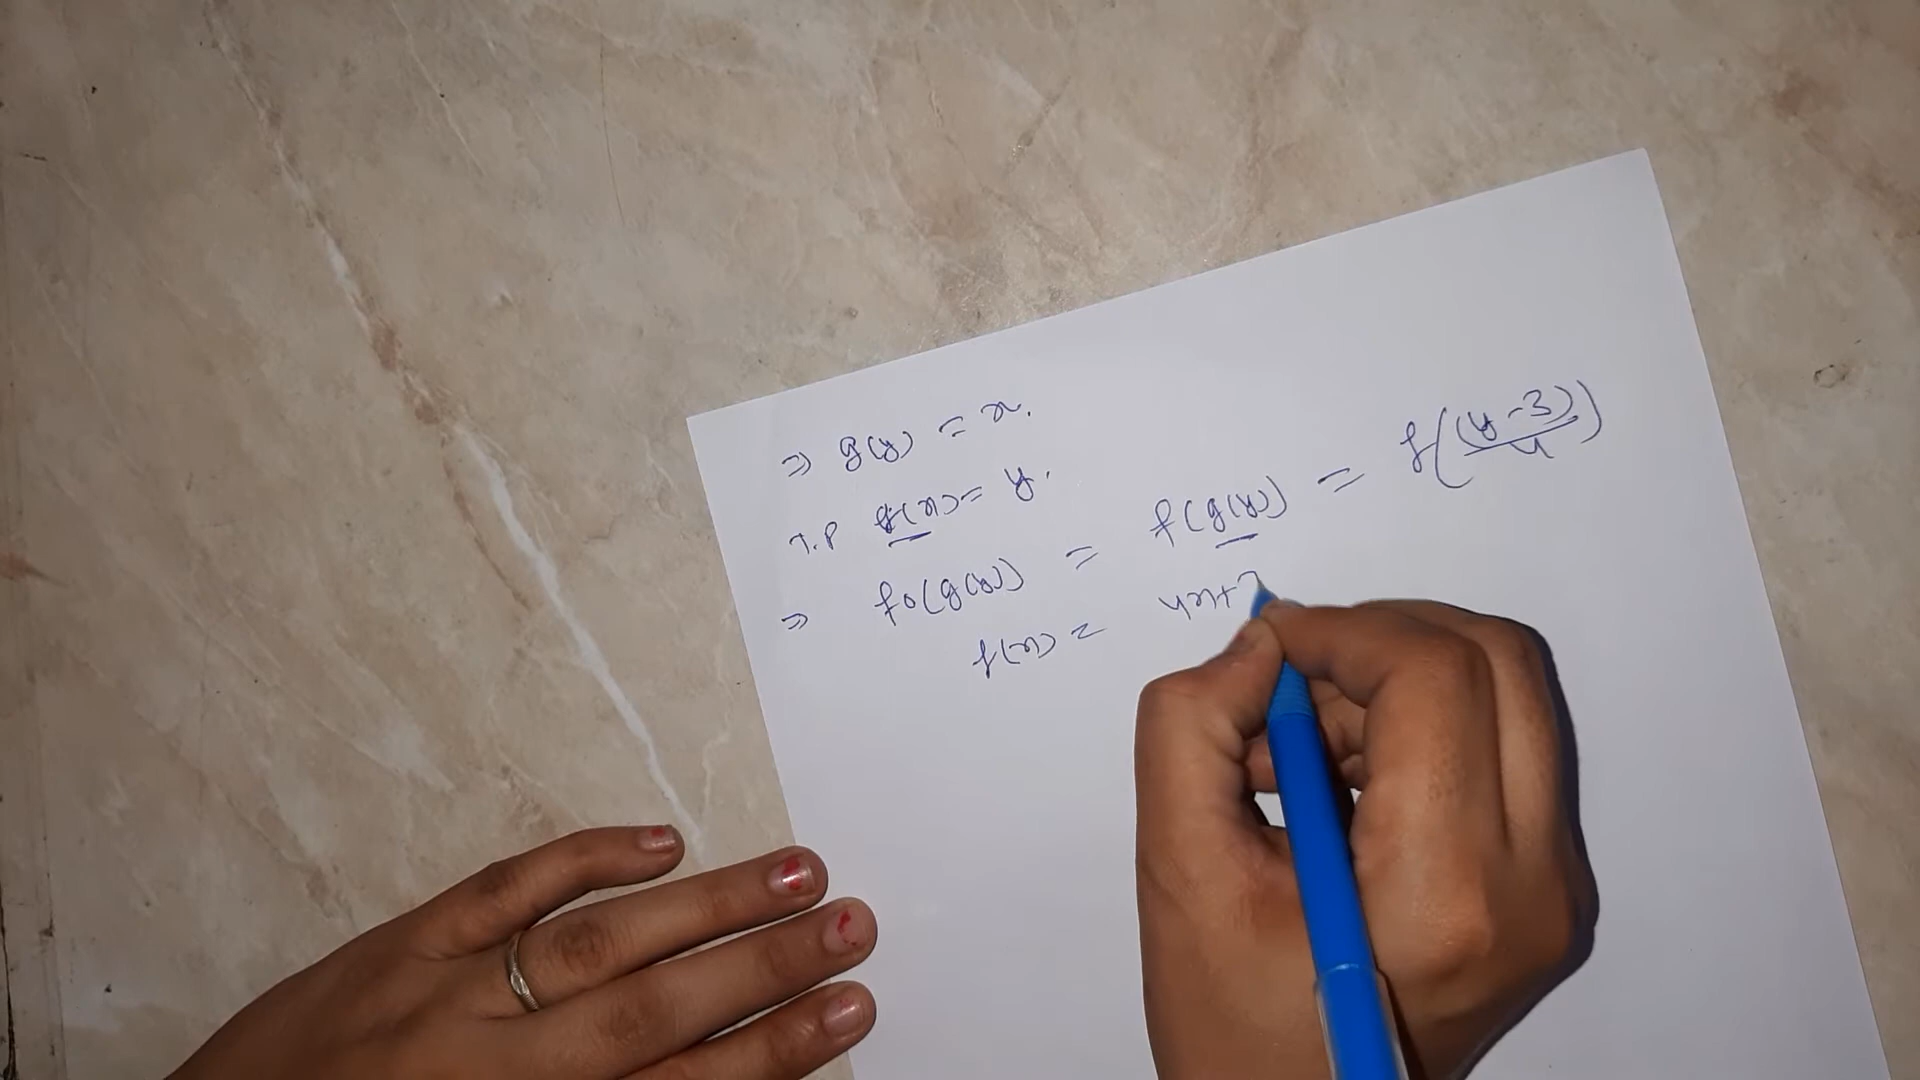 ⇒ g(y) = x.
T.P f(x) = y.
⇒ fo(g(y)) = f(g(y)) = f((y-3)/4)
f(x) = 4x+